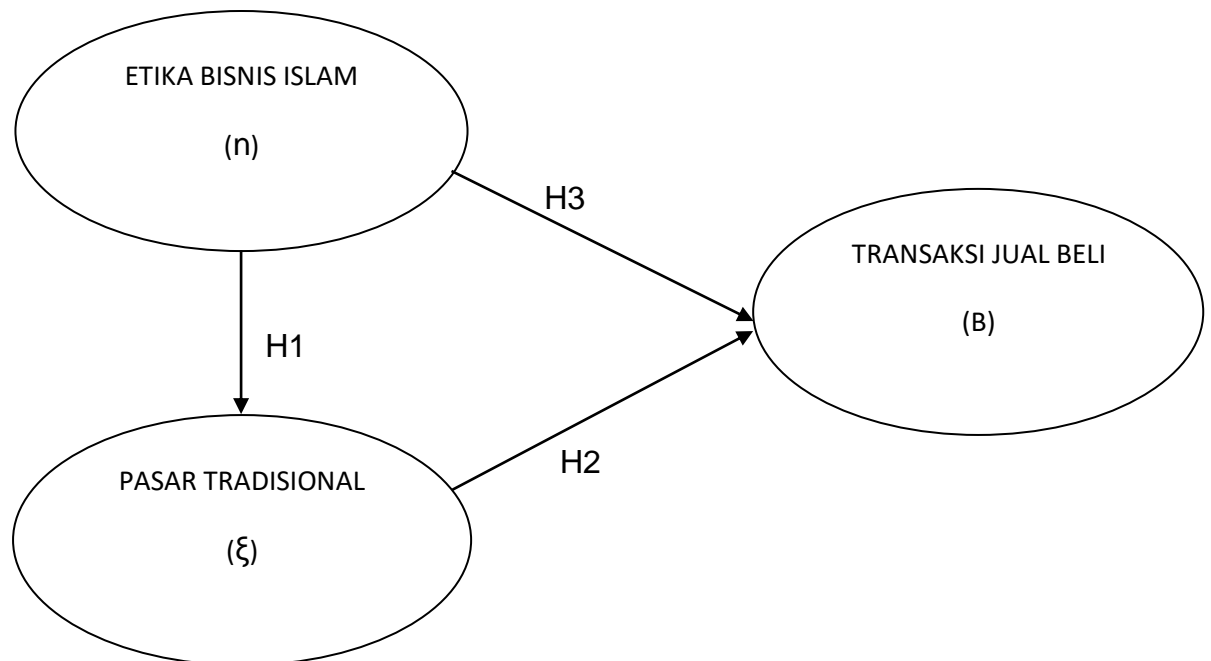 ETIKA BISNIS ISLAM
(n)
H3
TRANSAKSI JUAL BELI
(B)
H1
PASAR TRADISIONAL
(ξ)
H2